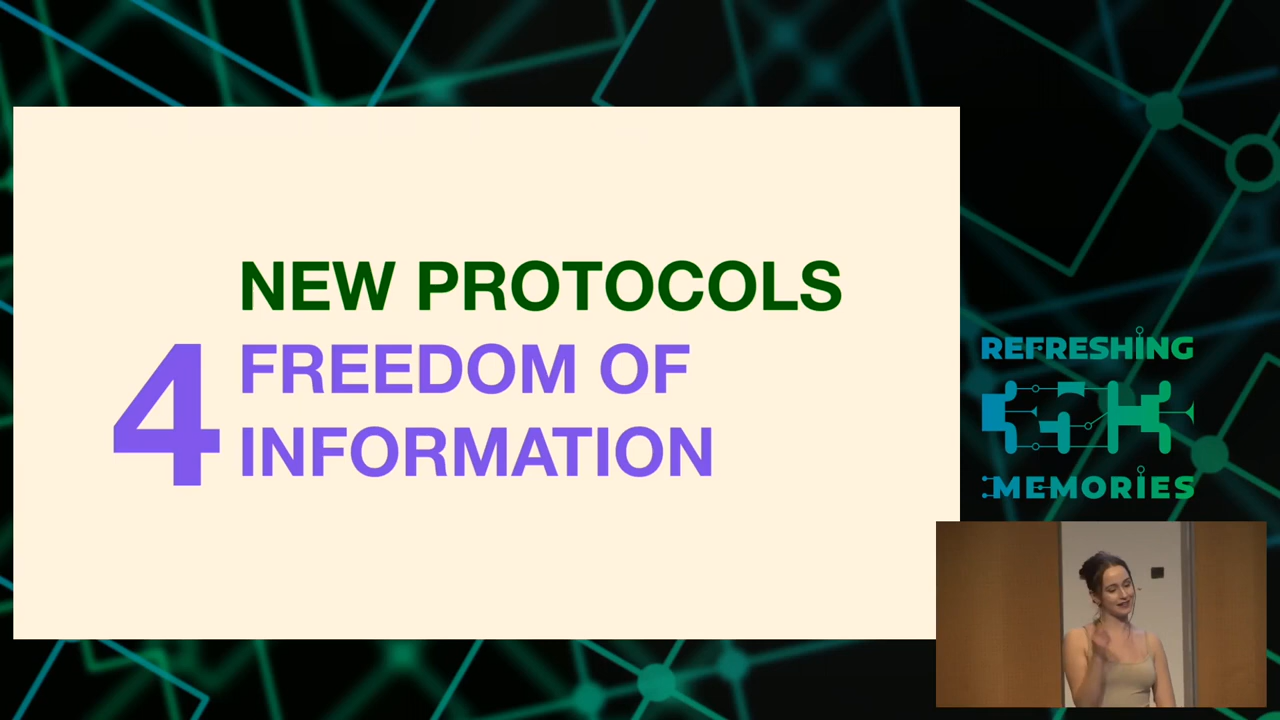 NEW PROTOCOLS
4
FREEDOM OF
INFORMATION
REFRESHING
MEMORIES